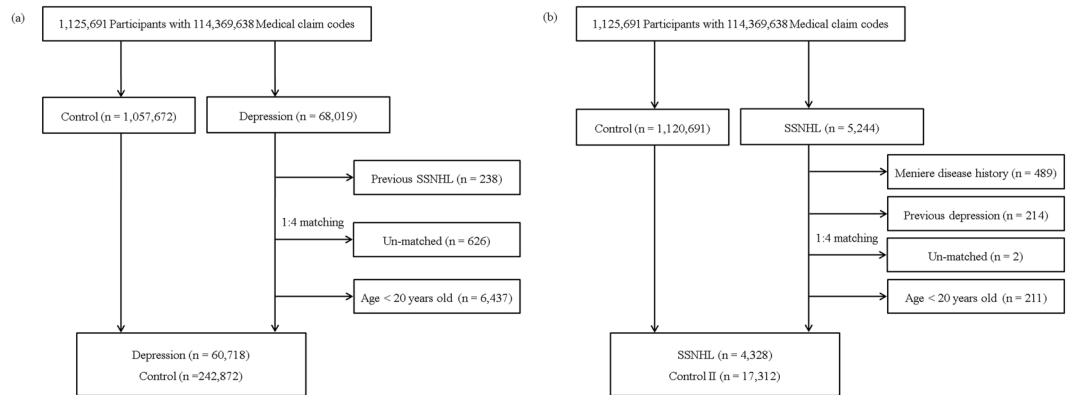 (a)
1,125,691 Participants with 114,369,638 Medical claim codes
Control (n = 1,057,672)
Depression (n = 68,019)
Previous SSNHL (n = 238)
1:4 matching
Un-matched (n = 626)
Age < 20 years old (n = 6,437)
Depression (n = 60,718)
Control (n =242,872)
(b)
1,125,691 Participants with 114,369,638 Medical claim codes
Control (n = 1,120,691)
SSNHL (n = 5,244)
Meniere disease history (n = 489)
Previous depression (n = 214)
1:4 matching
Un-matched (n = 2)
Age < 20 years old (n = 211)
SSNHL (n = 4,328)
Control II (n = 17,312)